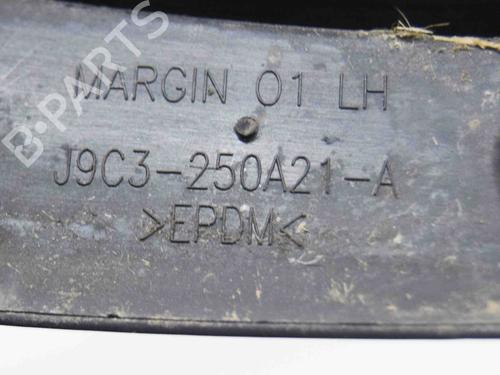 B-PARTS
MARGIN 01 LH
J9C3-250A21-A
>EPDM<